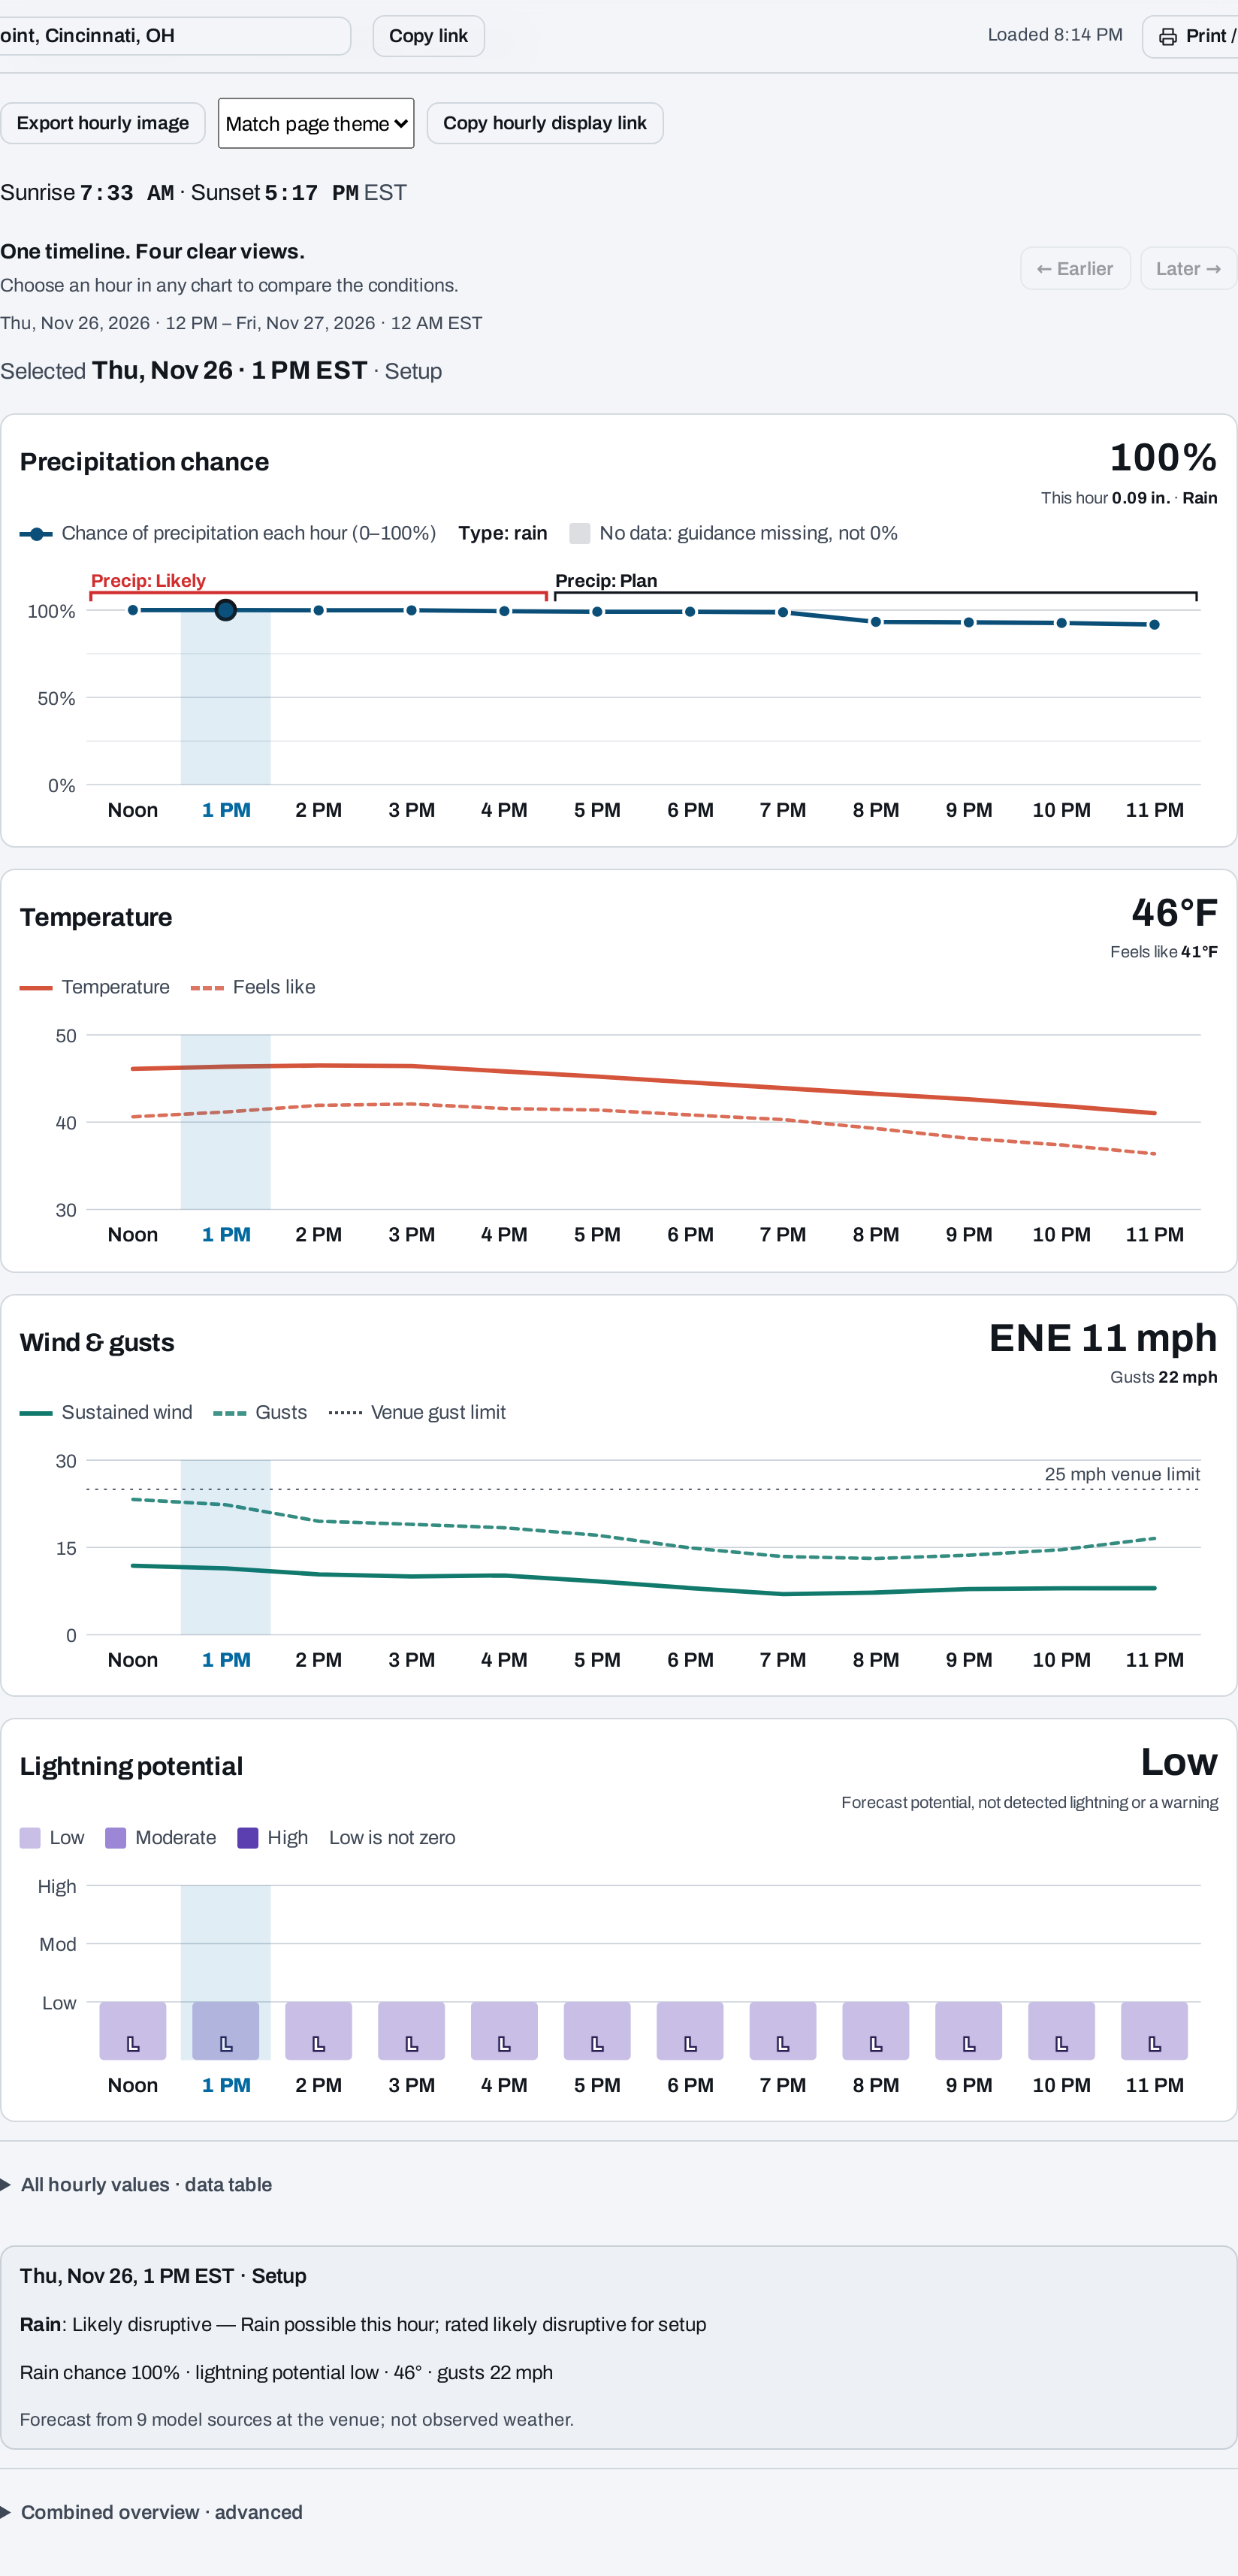 oint, Cincinnati, OH Copy link Loaded 8:14 PM Print /
Export hourly image Match page theme Copy hourly display link
Sunrise 7:33 AM · Sunset 5:17 PM EST
One timeline. Four clear views.
← Earlier Later →
Choose an hour in any chart to compare the conditions.
Thu, Nov 26, 2026 · 12 PM – Fri, Nov 27, 2026 · 12 AM EST
Selected Thu, Nov 26 · 1 PM EST · Setup
Precipitation chance 100%
This hour 0.09 in. · Rain
Chance of precipitation each hour (0–100%) Type: rain No data: guidance missing, not 0%
Precip: Likely Precip: Plan
100%
50%
0%
Noon 1 PM 2 PM 3 PM 4 PM 5 PM 6 PM 7 PM 8 PM 9 PM 10 PM 11 PM
Temperature 46°F
Feels like 41°F
Temperature Feels like
50
40
30
Noon 1 PM 2 PM 3 PM 4 PM 5 PM 6 PM 7 PM 8 PM 9 PM 10 PM 11 PM
Wind & gusts ENE 11 mph
Gusts 22 mph
Sustained wind Gusts Venue gust limit
30
25 mph venue limit
15
0
Noon 1 PM 2 PM 3 PM 4 PM 5 PM 6 PM 7 PM 8 PM 9 PM 10 PM 11 PM
Lightning potential Low
Forecast potential, not detected lightning or a warning
Low Moderate High Low is not zero
High
Mod
Low
L L L L L L L L L L L L
Noon 1 PM 2 PM 3 PM 4 PM 5 PM 6 PM 7 PM 8 PM 9 PM 10 PM 11 PM
All hourly values · data table
Thu, Nov 26, 1 PM EST · Setup
Rain: Likely disruptive — Rain possible this hour; rated likely disruptive for setup
Rain chance 100% · lightning potential low · 46° · gusts 22 mph
Forecast from 9 model sources at the venue; not observed weather.
Combined overview · advanced